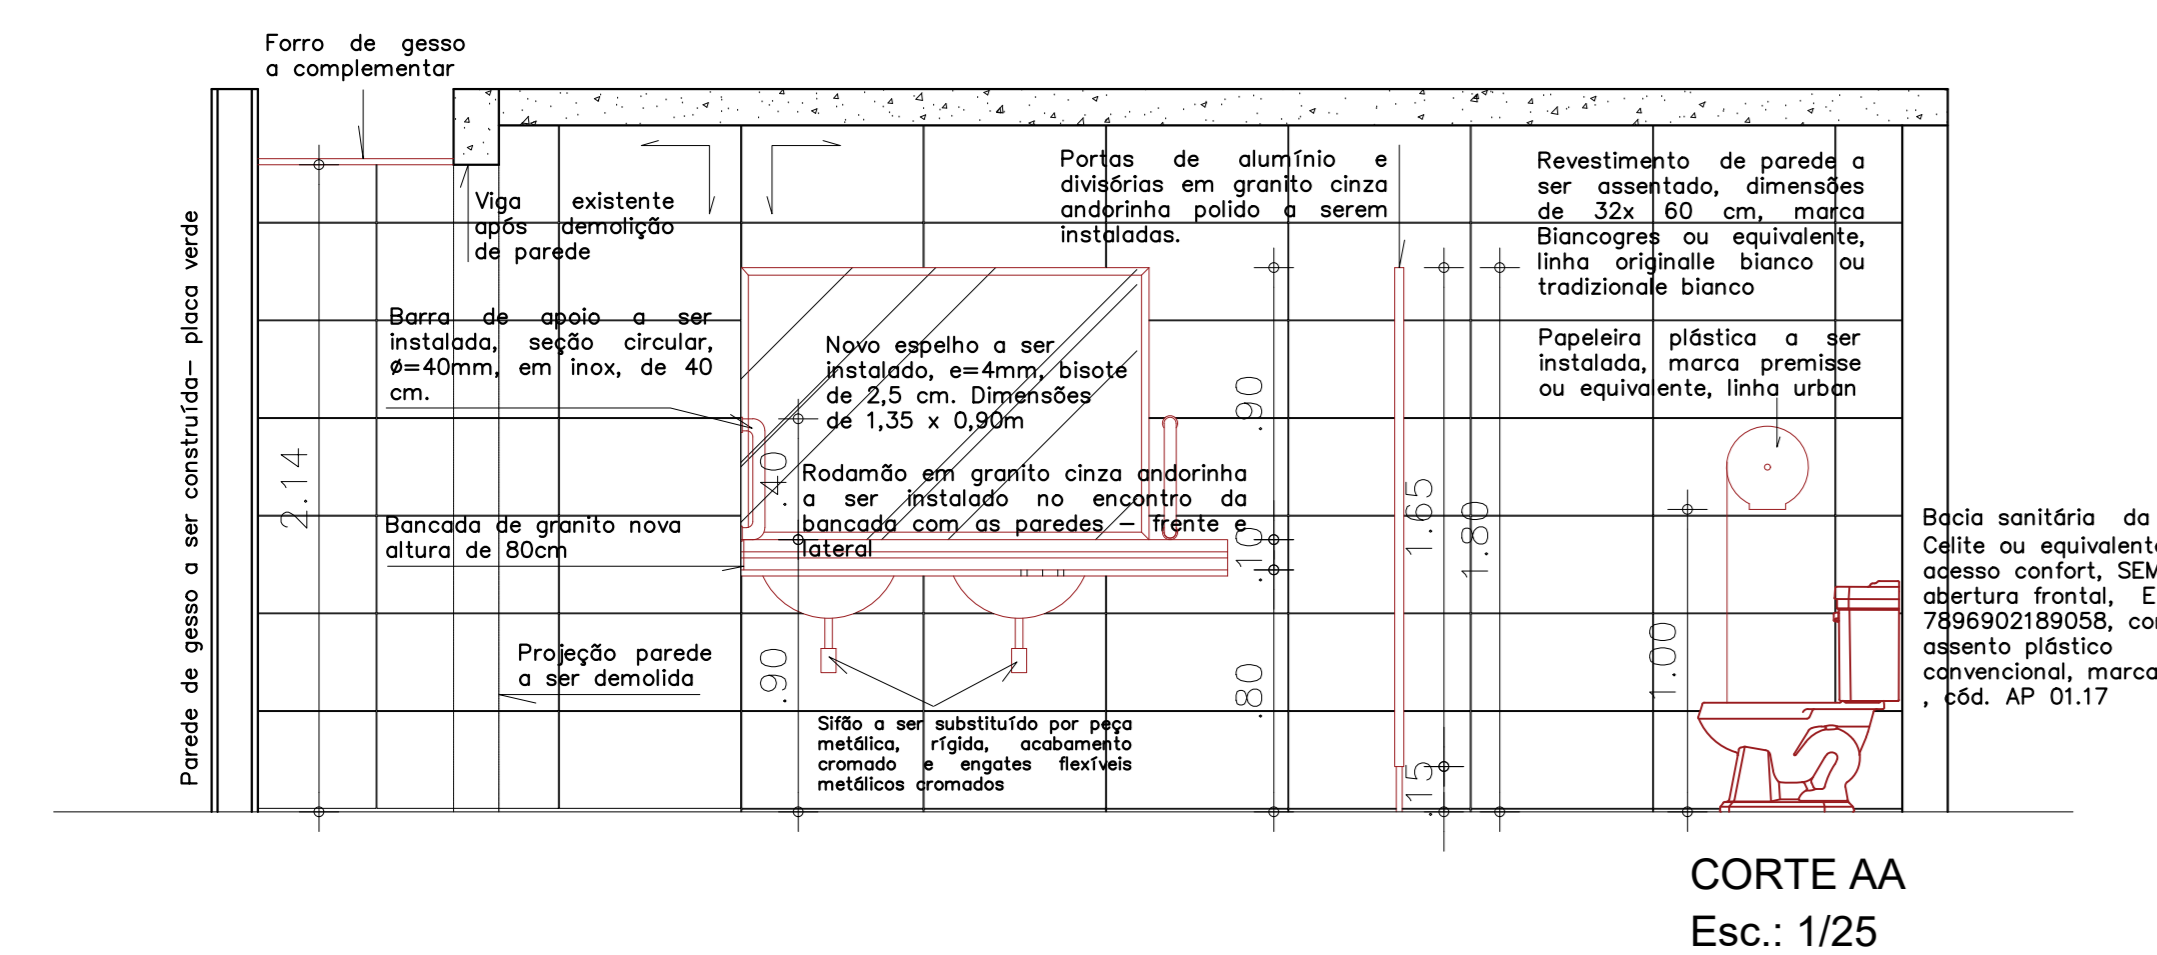 Forro de gesso
a complementar
Viga existente
após demolição
de parede
Portas de alumínio e
divisórias em granito cinza
andorinha polido a serem
instaladas.
Revestimento de parede a
ser assentado, dimensões
de 32x 60 cm, marca
Biancogres ou equivalente,
linha originalle bianco ou
tradizionale bianco
Parede de gesso a ser construída- placa verde
Barra de apoio a ser
instalada, seção circular,
ø=40mm, em inox, de 40
cm.
Novo espelho a ser
instalado, e=4mm, bisote
de 2,5 cm. Dimensões
de 1,35 x 0,90m
Papeleira plástica a ser
instalada, marca premisse
ou equivalente, linha urban
2.14
.40
.90
Rodamão em granito cinza andorinha
a ser instalado no encontro da
bancada com as paredes – frente e
lateral
Bancada de granito nova
altura de 80cm
.10
1.65
1.80
Bacia sanitária da
Celite ou equivalente
acesso confort, SEM
abertura frontal, E
7896902189058, co
assento plástico
convencional, marca
, cód. AP 01.17
Projeção parede
a ser demolida
.90
.80
1.00
Sifão a ser substituído por peça
metálica, rígida, acabamento
cromado e engates flexíveis
metálicos cromados
.15
CORTE AA
Esc.: 1/25